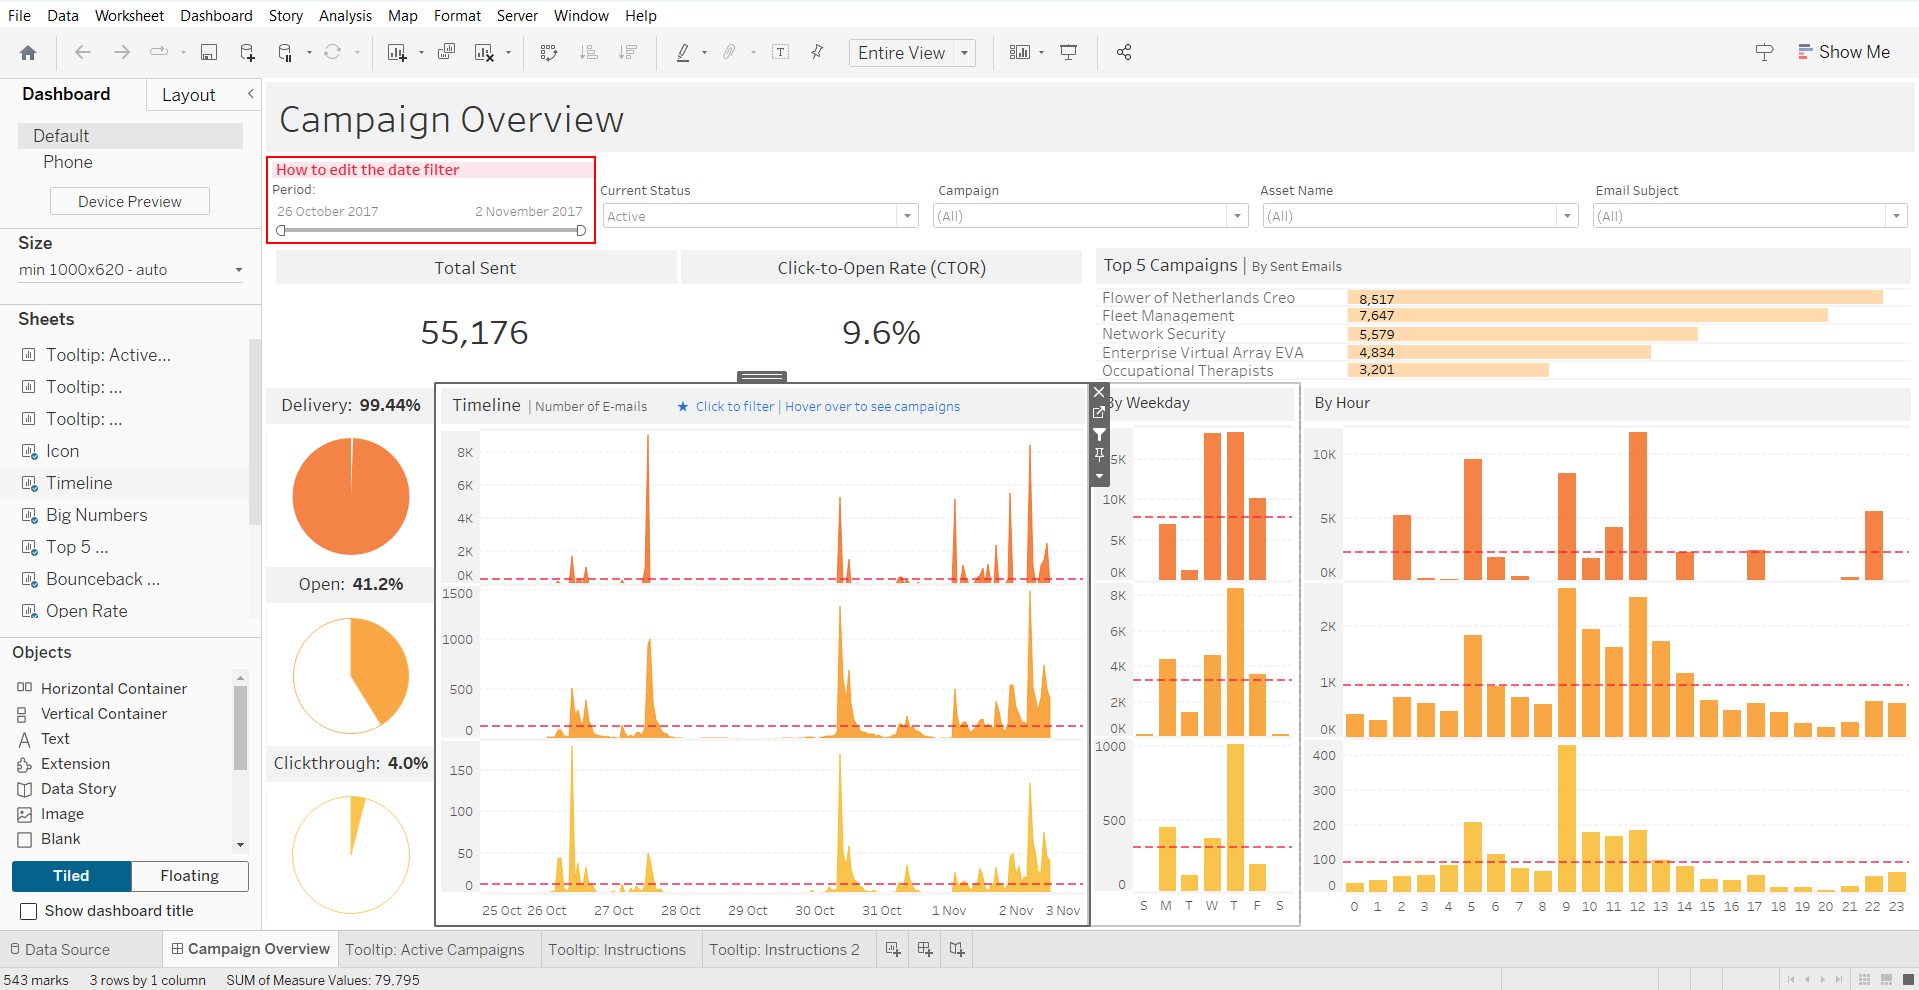 File Data Worksheet Dashboard Story Analysis Map Format Server Window Help
Entire View
Show Me
Dashboard Layout
Default
Phone
Device Preview
Size
min 1000x620 - auto
Sheets
Tooltip: Active...
Tooltip: ...
Tooltip: ...
Icon
Timeline
Big Numbers
Top 5 ...
Bounceback ...
Open Rate
Objects
Horizontal Container
Vertical Container
Text
Extension
Data Story
Image
Blank
Tiled Floating
Show dashboard title
Campaign Overview
How to edit the date filter
Period:
26 October 2017 2 November 2017
Current Status
Active
Campaign
(All)
Asset Name
(All)
Email Subject
(All)
Total Sent
55,176
Click-to-Open Rate (CTOR)
9.6%
Top 5 Campaigns | By Sent Emails
Flower of Netherlands Creo 8,517
Fleet Management 7,647
Network Security 5,579
Enterprise Virtual Array EVA 4,834
Occupational Therapists 3,201
Delivery: 99.44%
Open: 41.2%
Clickthrough: 4.0%
Timeline | Number of E-mails ★ Click to filter | Hover over to see campaigns
8K
6K
4K
2K
0K
1500
1000
500
0
150
100
50
0
25 Oct 26 Oct 27 Oct 28 Oct 29 Oct 30 Oct 31 Oct 1 Nov 2 Nov 3 Nov
By Weekday
5K
10K
5K
0K
8K
6K
4K
2K
0K
1000
500
0
S M T W T F S
By Hour
10K
5K
0K
2K
1K
0K
400
300
200
100
0
0 1 2 3 4 5 6 7 8 9 10 11 12 13 14 15 16 17 18 19 20 21 22 23
Data Source Campaign Overview Tooltip: Active Campaigns Tooltip: Instructions Tooltip: Instructions 2
543 marks 3 rows by 1 column SUM of Measure Values: 79,795